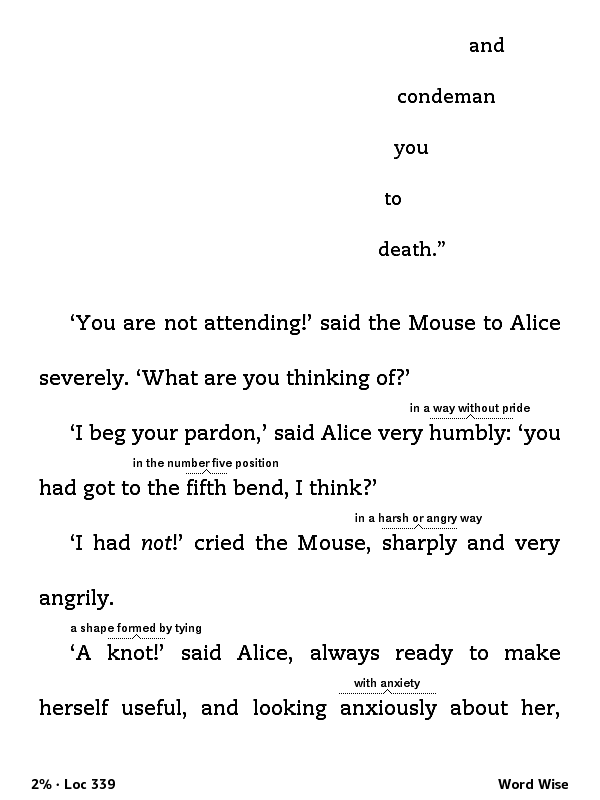 and
condeman
you
to
death.”
‘You are not attending!’ said the Mouse to Alice
severely. ‘What are you thinking of?’
in a way without pride
‘I beg your pardon,’ said Alice very humbly: ‘you
in the number five position
had got to the fifth bend, I think?’
in a harsh or angry way
‘I had not!’ cried the Mouse, sharply and very
angrily.
a shape formed by tying
‘A knot!’ said Alice, always ready to make
with anxiety
herself useful, and looking anxiously about her,
2% · Loc 339 Word Wise